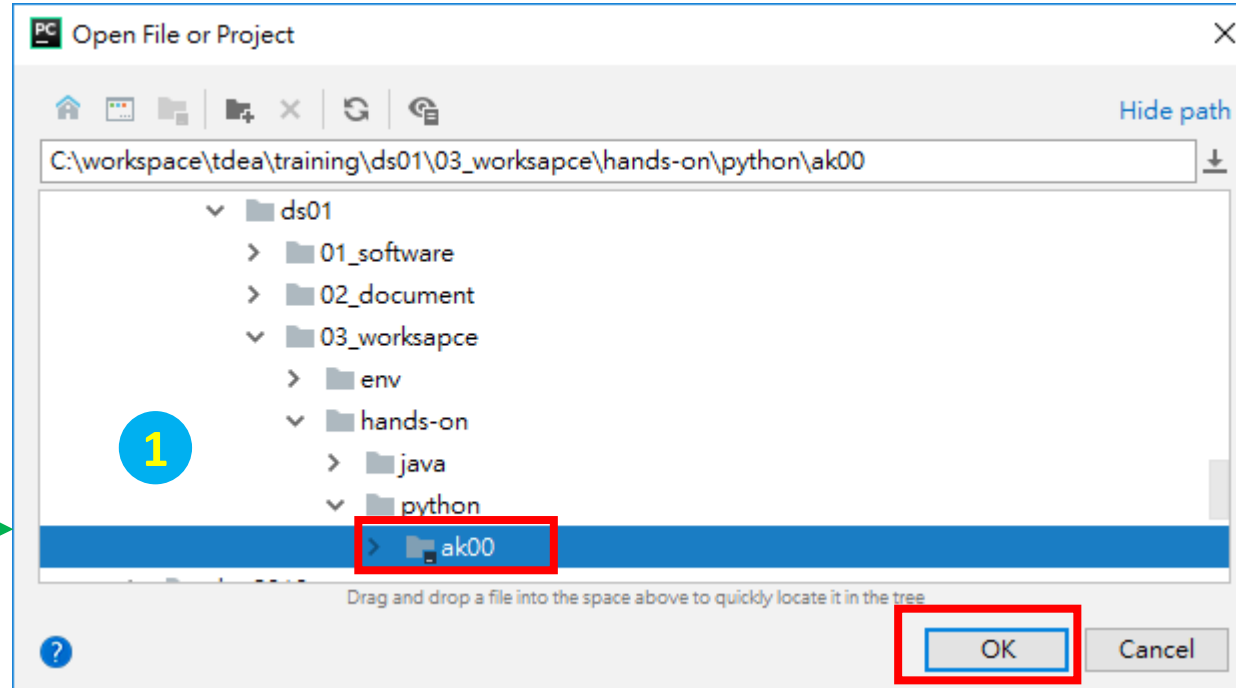 PC Open File or Project
Hide path
C:\workspace\tdea\training\ds01\03_worksapce\hands-on\python\ak00
ds01
01_software
02_document
03_worksapce
env
hands-on
1
java
python
ak00
Drag and drop a file into the space above to quickly locate it in the tree
? OK Cancel